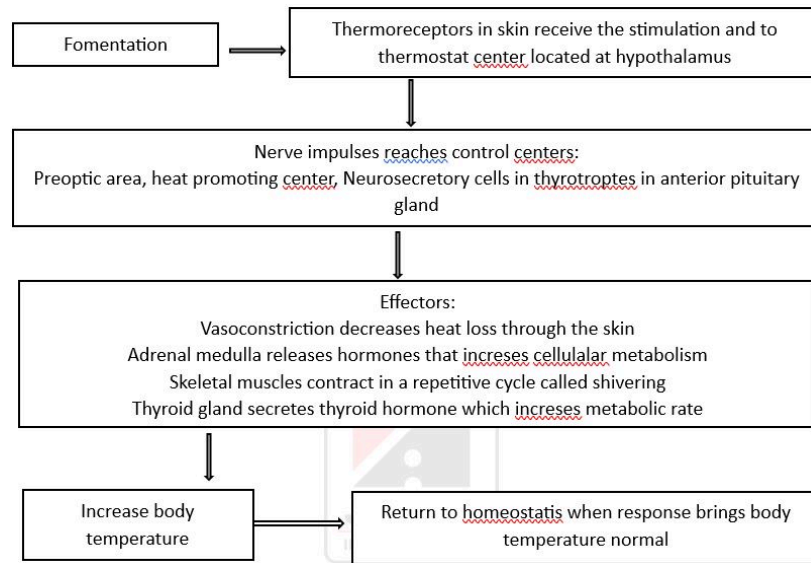 Fomentation
Thermoreceptors in skin receive the stimulation and to
thermostat center located at hypothalamus
Nerve impulses reaches control centers:
Preoptic area, heat promoting center, Neurosecretory cells in thyrotroptes in anterior pituitary
gland
Effectors:
Vasoconstriction decreases heat loss through the skin
Adrenal medulla releases hormones that increses cellulalar metabolism
Skeletal muscles contract in a repetitive cycle called shivering
Thyroid gland secretes thyroid hormone which increses metabolic rate
Increase body
temperature
Return to homeostatis when response brings body
temperature normal